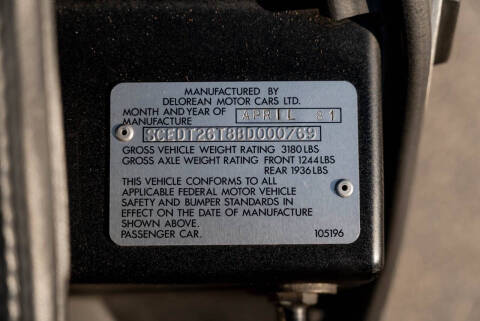 MANUFACTURED BY
DELOREAN MOTOR CARS LTD.
MONTH AND YEAR OF
MANUFACTURE
APRIL 81
GROSS VEHICLE WEIGHT RATING 3180 LBS
GROSS AXLE WEIGHT RATING FRONT 1244 LBS
REAR 1936 LBS
THIS VEHICLE CONFORMS TO ALL
APPLICABLE FEDERAL MOTOR VEHICLE
SAFETY AND BUMPER STANDARDS IN
EFFECT ON THE DATE OF MANUFACTURE
SHOWN ABOVE.
PASSENGER CAR. 105196